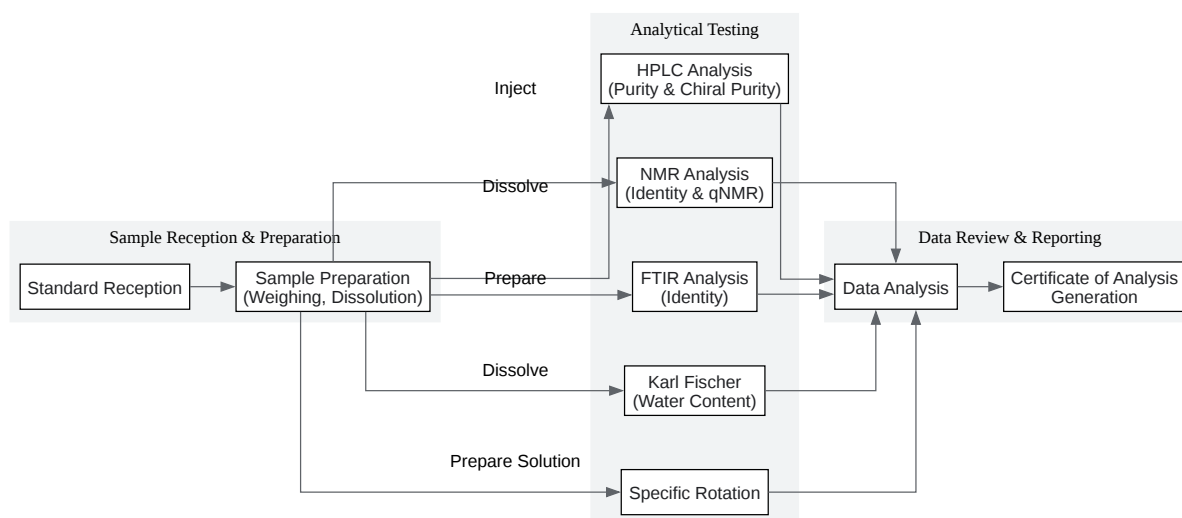 Analytical Testing
HPLC Analysis
(Purity & Chiral Purity)
Inject
NMR Analysis
(Identity & qNMR)
Dissolve
Sample Reception & Preparation
Data Review & Reporting
Standard Reception
Sample Preparation
(Weighing, Dissolution)
Prepare
FTIR Analysis
(Identity)
Data Analysis
Certificate of Analysis
Generation
Dissolve
Karl Fischer
(Water Content)
Prepare Solution
Specific Rotation